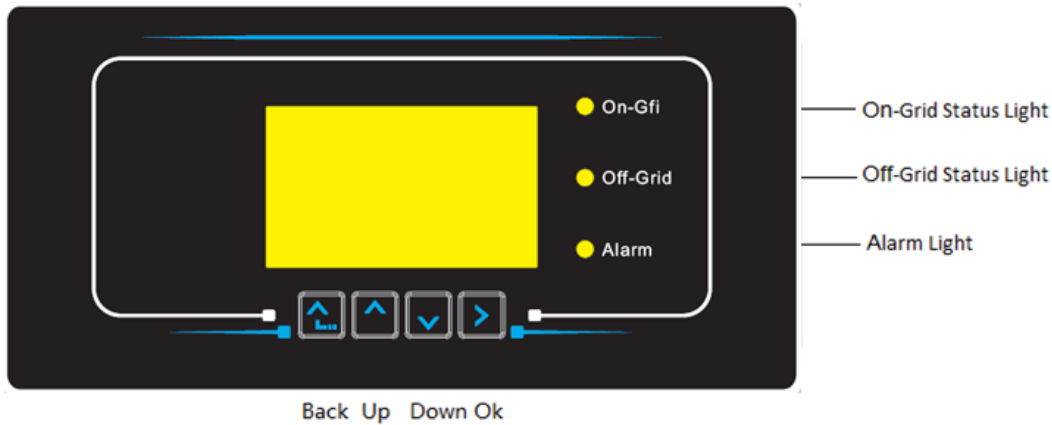 On-Gfi
On-Grid Status Light
Off-Grid
Off-Grid Status Light
Alarm
Alarm Light
Back Up Down Ok